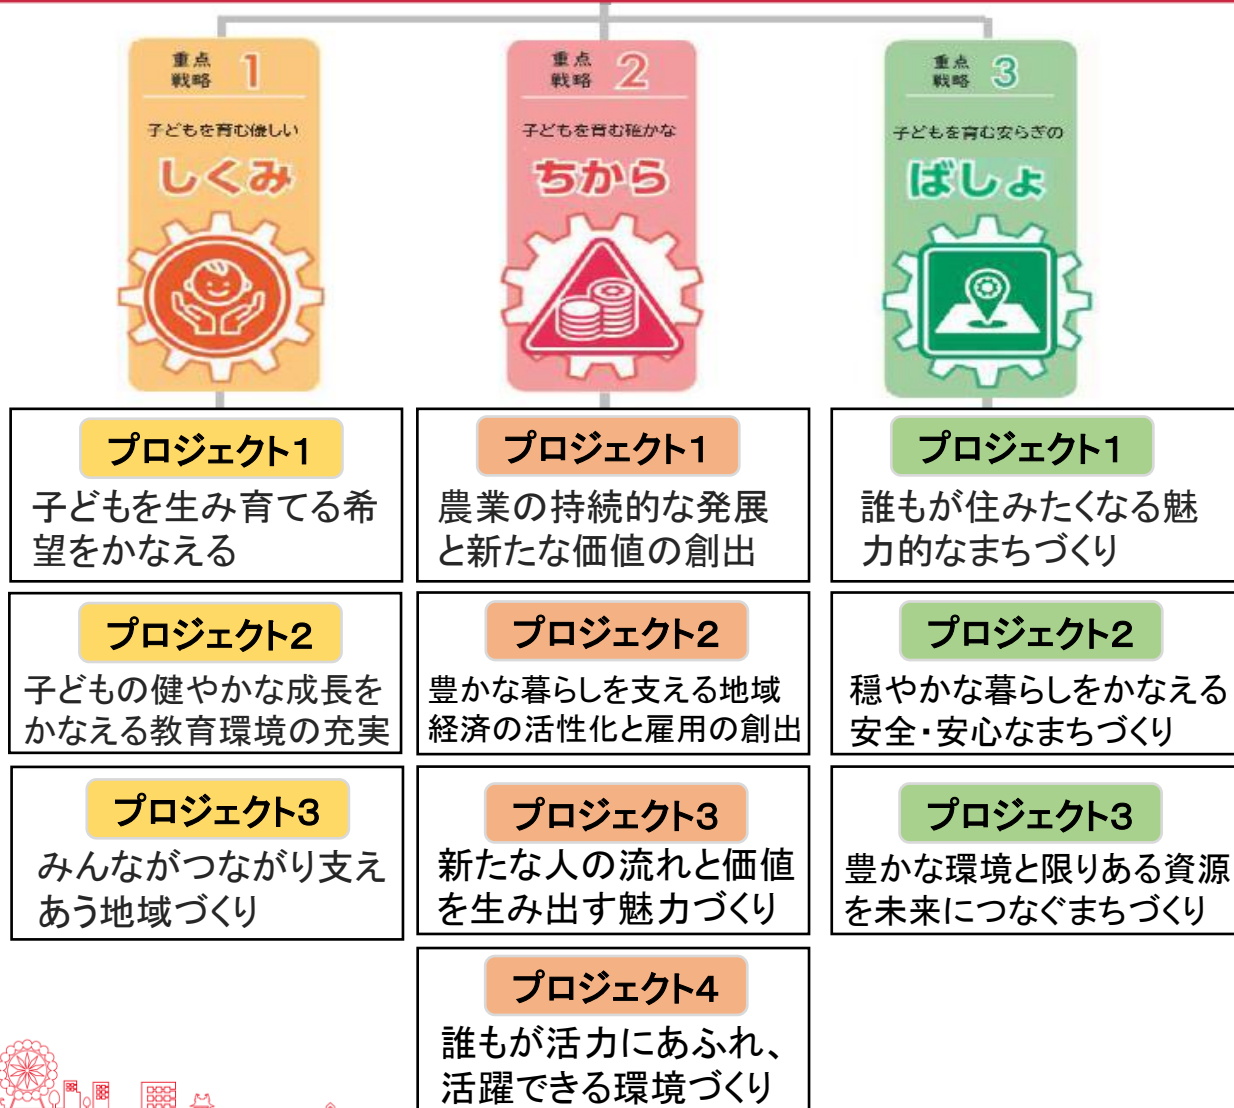 重点
戦略 1
子どもを育む優しい
しくみ
プロジェクト1
子どもを生み育てる希
望をかなえる
プロジェクト2
子どもの健やかな成長を
かなえる教育環境の充実
プロジェクト3
みんながつながり支え
あう地域づくり
重点
戦略 2
子どもを育む確かな
ちから
プロジェクト1
農業の持続的な発展
と新たな価値の創出
プロジェクト2
豊かな暮らしを支える地域
経済の活性化と雇用の創出
プロジェクト3
新たな人の流れと価値
を生み出す魅力づくり
プロジェクト4
誰もが活力にあふれ、
活躍できる環境づくり
重点
戦略 3
子どもを育む安らぎの
ばしょ
プロジェクト1
誰もが住みたくなる魅
力的なまちづくり
プロジェクト2
穏やかな暮らしをかなえる
安全・安心なまちづくり
プロジェクト3
豊かな環境と限りある資源
を未来につなぐまちづくり